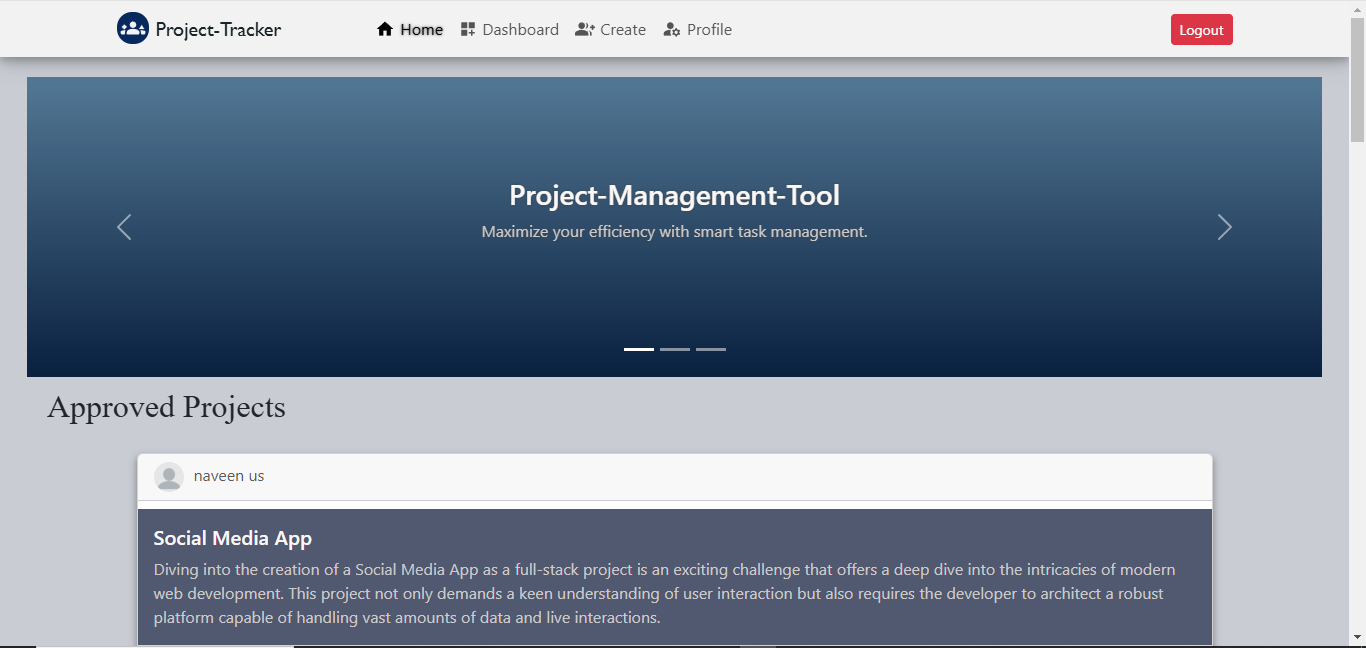 Project-Tracker
Home
Dashboard
Create
Profile
Logout
Project-Management-Tool
Maximize your efficiency with smart task management.
Approved Projects
naveen us
Social Media App
Diving into the creation of a Social Media App as a full-stack project is an exciting challenge that offers a deep dive into the intricacies of modern
web development. This project not only demands a keen understanding of user interaction but also requires the developer to architect a robust
platform capable of handling vast amounts of data and live interactions.